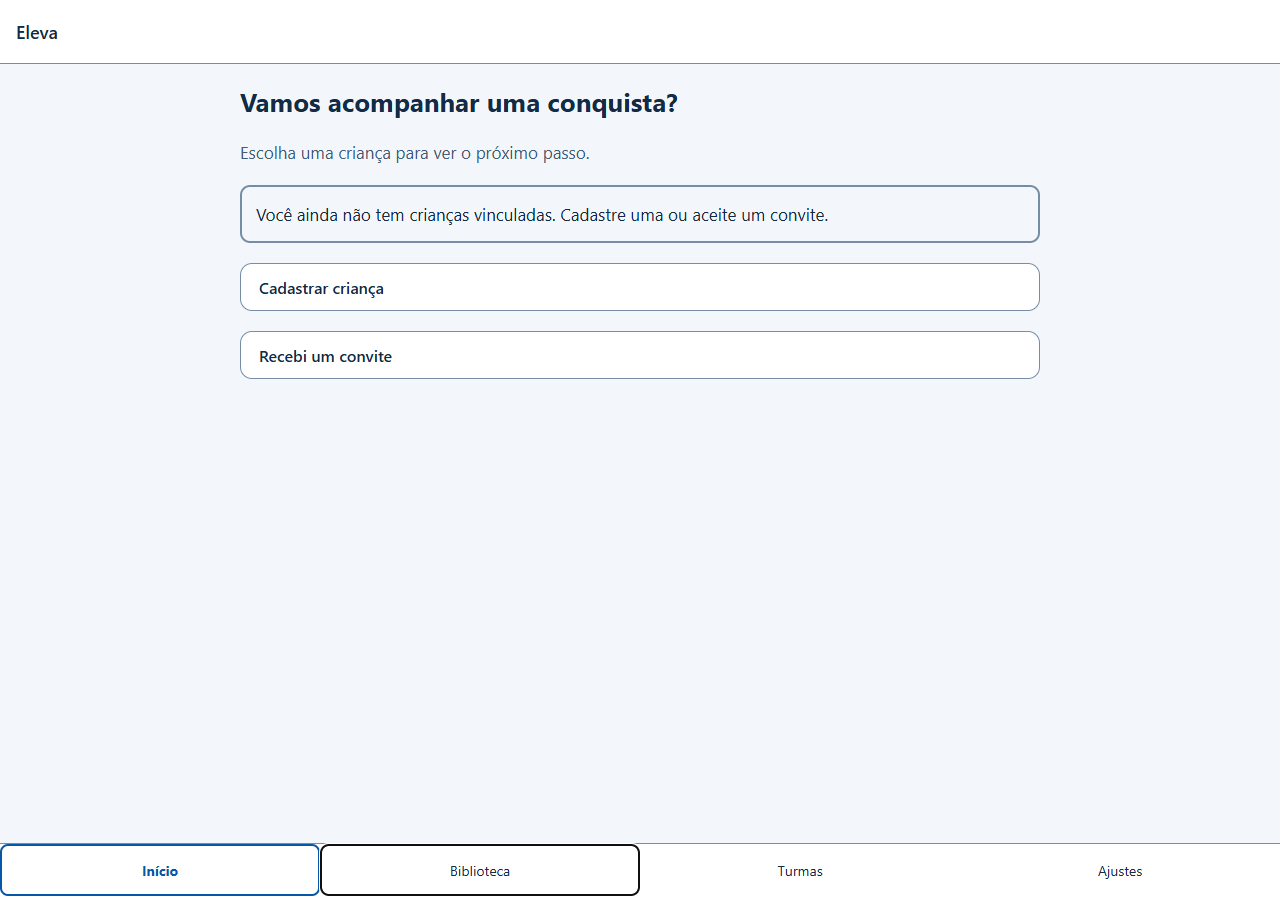 Eleva
Vamos acompanhar uma conquista?
Escolha uma criança para ver o próximo passo.
Você ainda não tem crianças vinculadas. Cadastre uma ou aceite um convite.
Cadastrar criança
Recebi um convite
Início
Biblioteca
Turmas
Ajustes